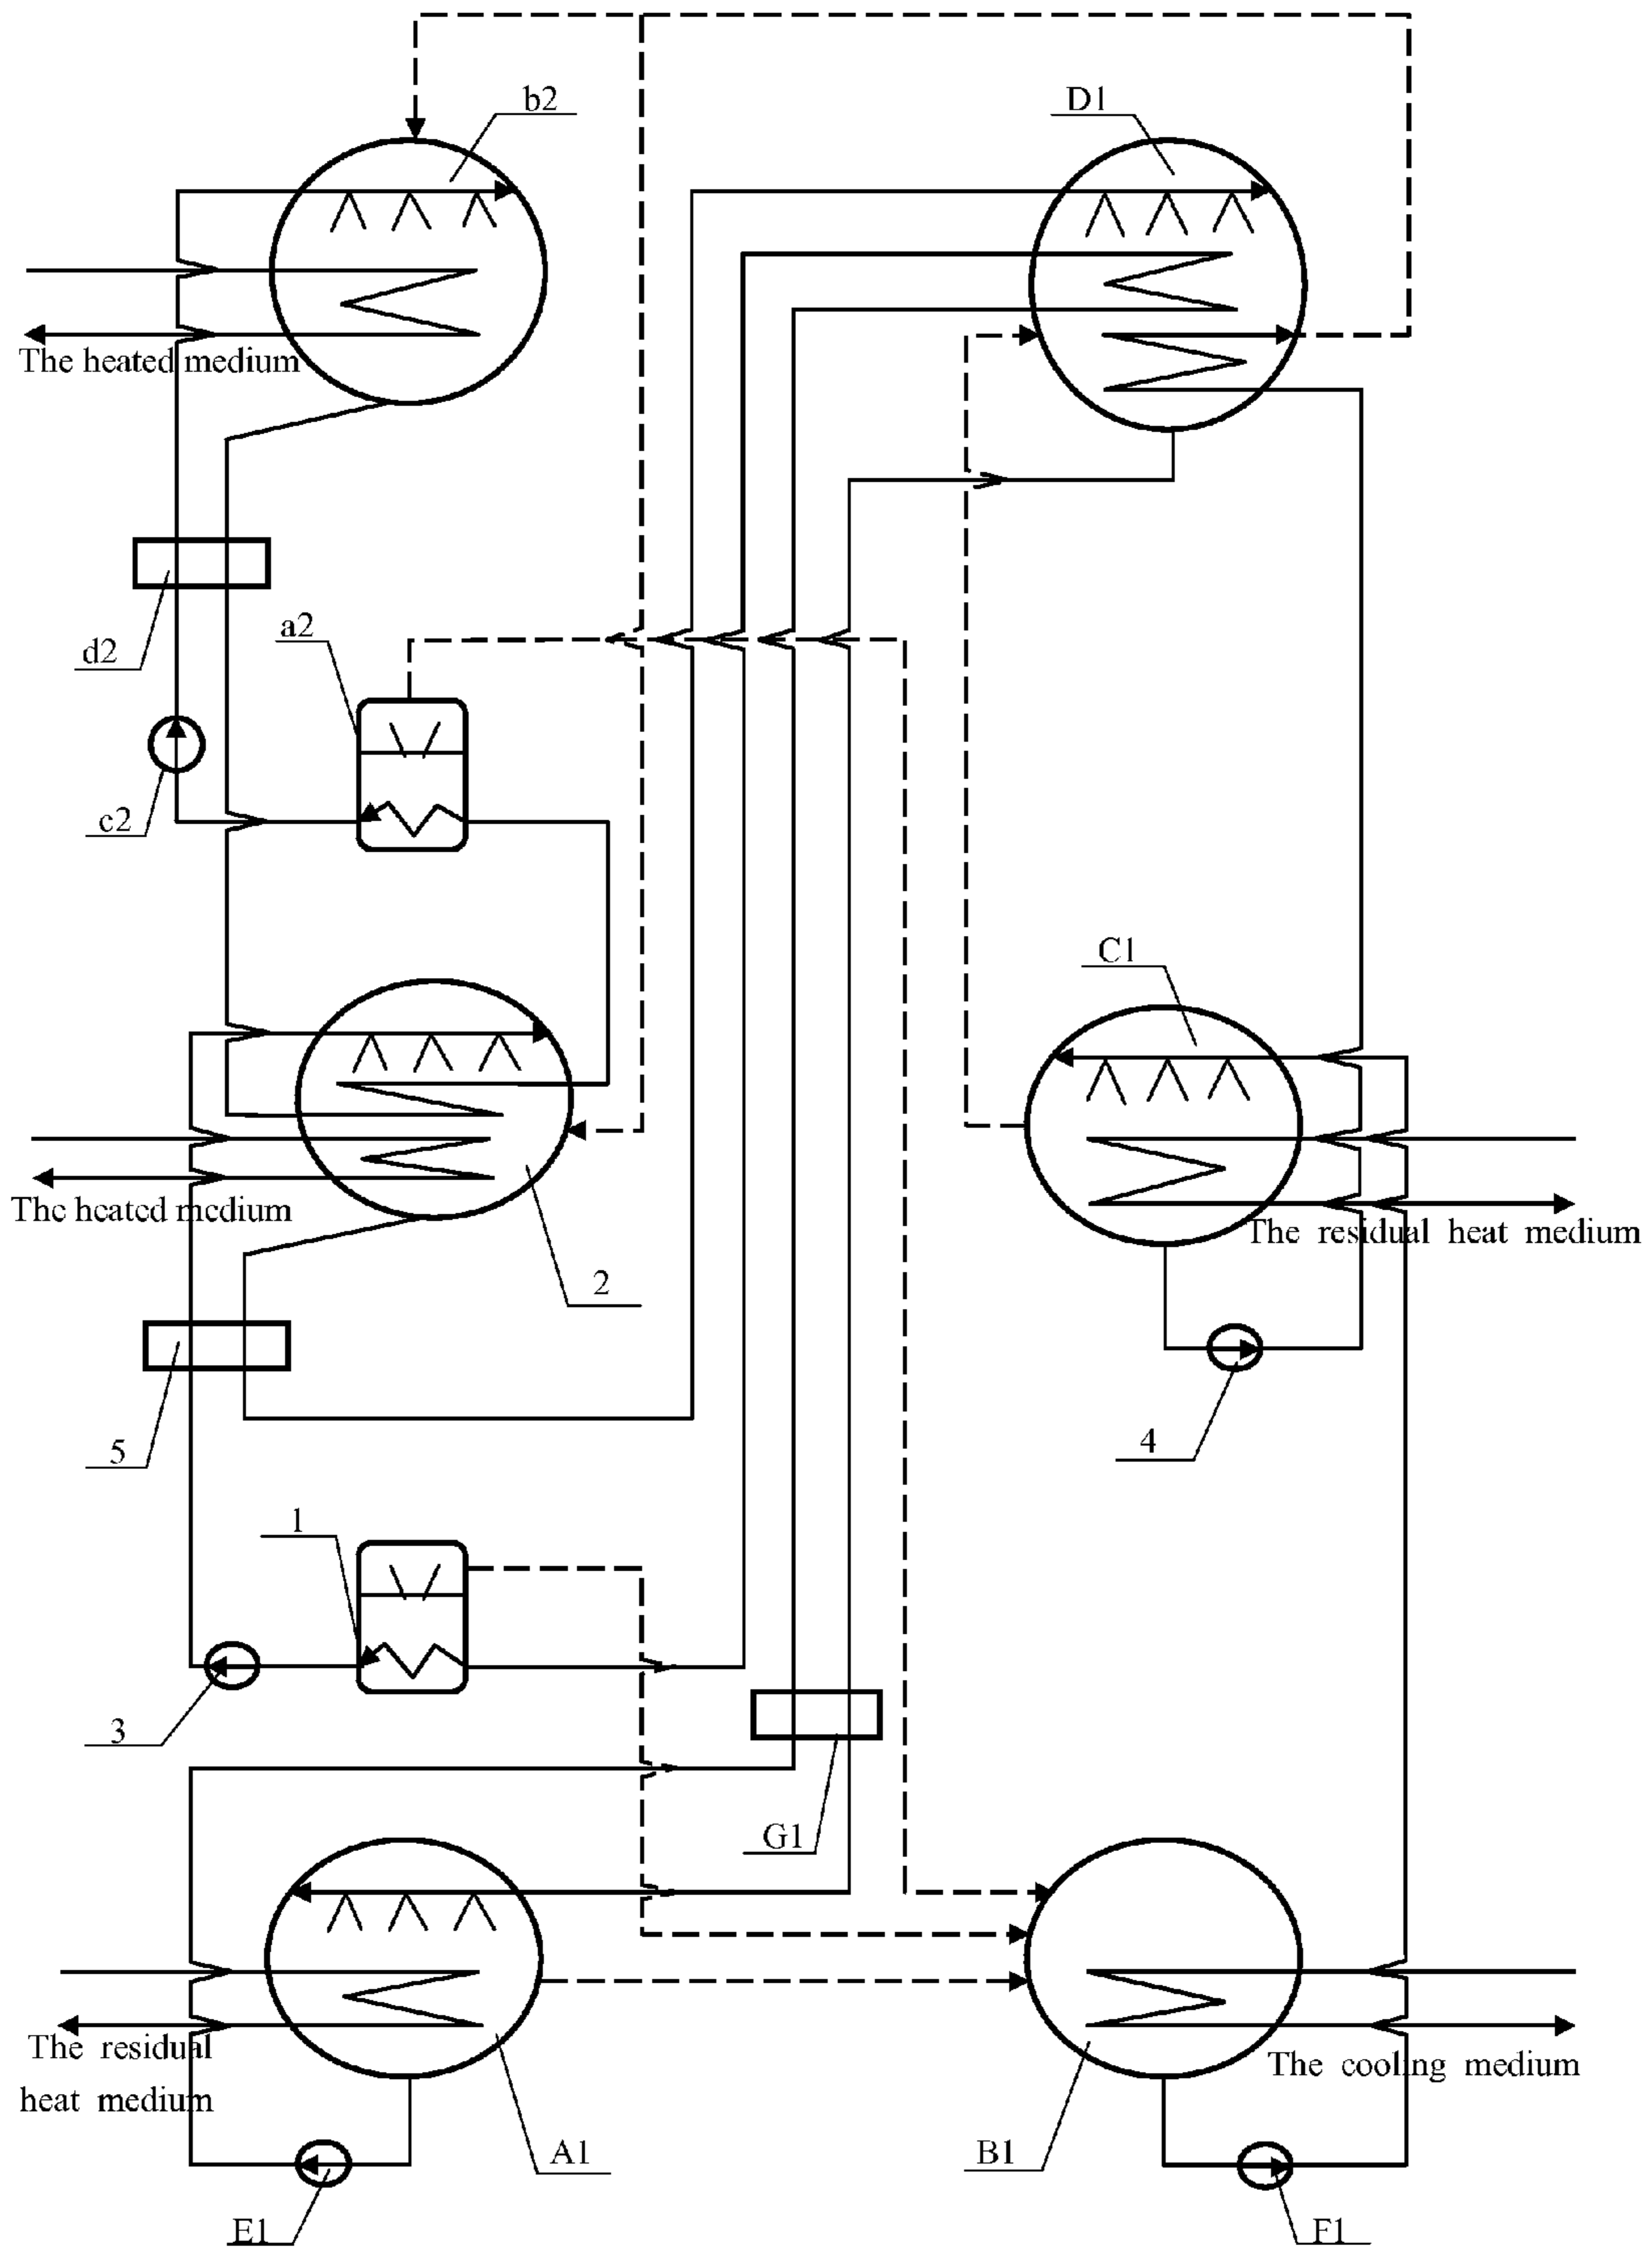 b2
D1
The heated medium
d2
a2
c2
C1
The heated medium
The residual heat medium
2
5
4
1
3
G1
The residual
heat medium
The cooling medium
A1
B1
E1
F1